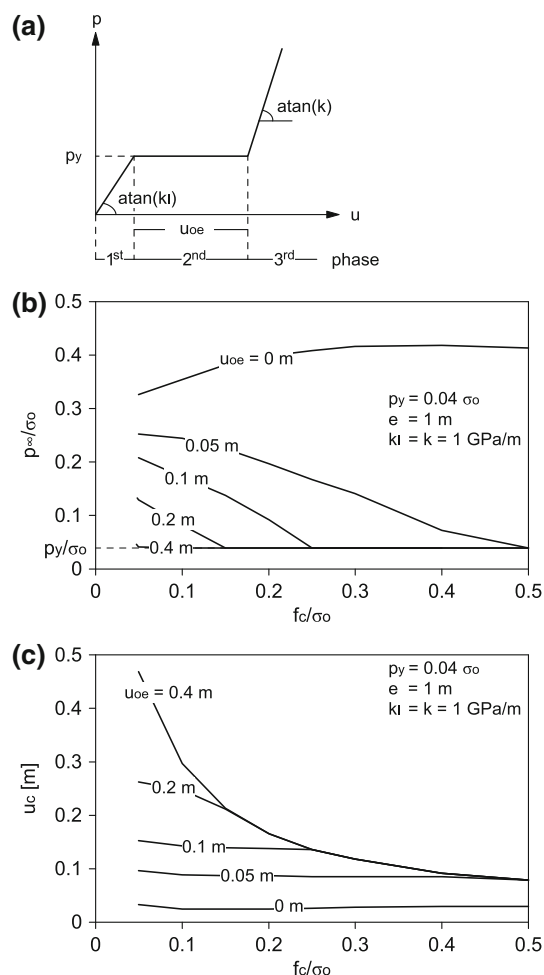 (a)
p
atan(k)
py
atan(kI)
u
uoe
1st 2nd 3rd phase
(b)
0.5
uoe = 0 m
0.4
py = 0.04 σo
e = 1 m
kI = k = 1 GPa/m
0.3
p∞/σo
0.05 m
0.2
0.1 m
0.1
0.2 m
py/σo
0.4 m
0
0 0.1 0.2 0.3 0.4 0.5
fc/σo
(c)
0.5
py = 0.04 σo
uoe = 0.4 m
e = 1 m
kI = k = 1 GPa/m
0.4
0.3
uc [m]
0.2 m
0.2
0.1 m
0.1
0.05 m
0 m
0
0 0.1 0.2 0.3 0.4 0.5
fc/σo